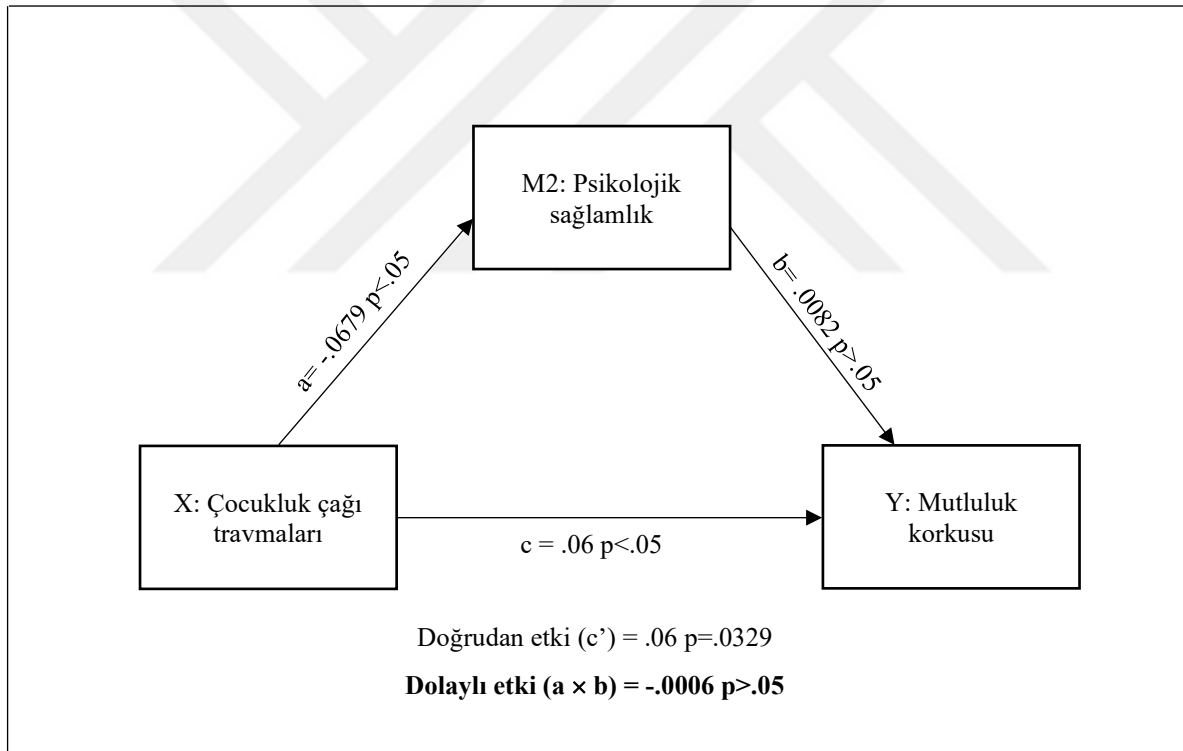 M2: Psikolojik
sağlamlık
a= -.0679 p<.05
b= .0082 p>.05
X: Çocukluk çağı
travmaları
Y: Mutluluk
korkusu
c = .06 p<.05
Doğrudan etki (c’) = .06 p=.0329
Dolaylı etki (a × b) = -.0006 p>.05